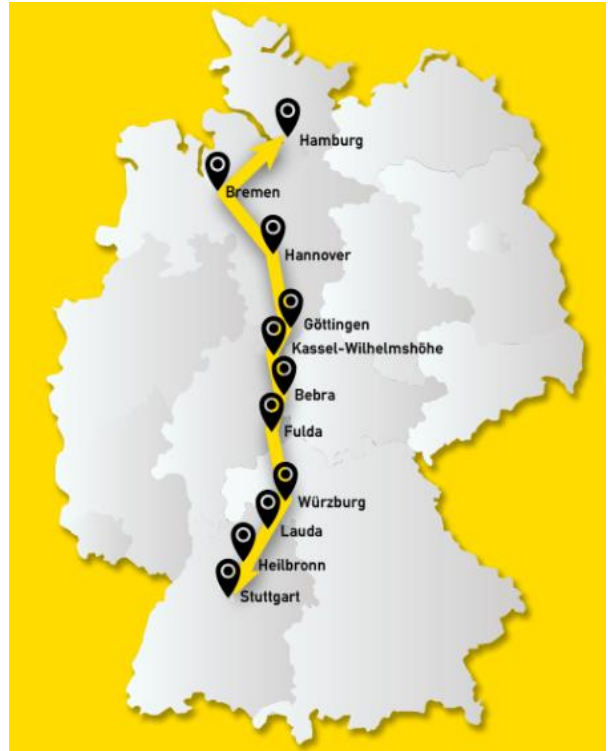 Hamburg
Bremen
Hannover
Göttingen
Kassel-Wilhelmshöhe
Bebra
Fulda
Würzburg
Lauda
Heilbronn
Stuttgart